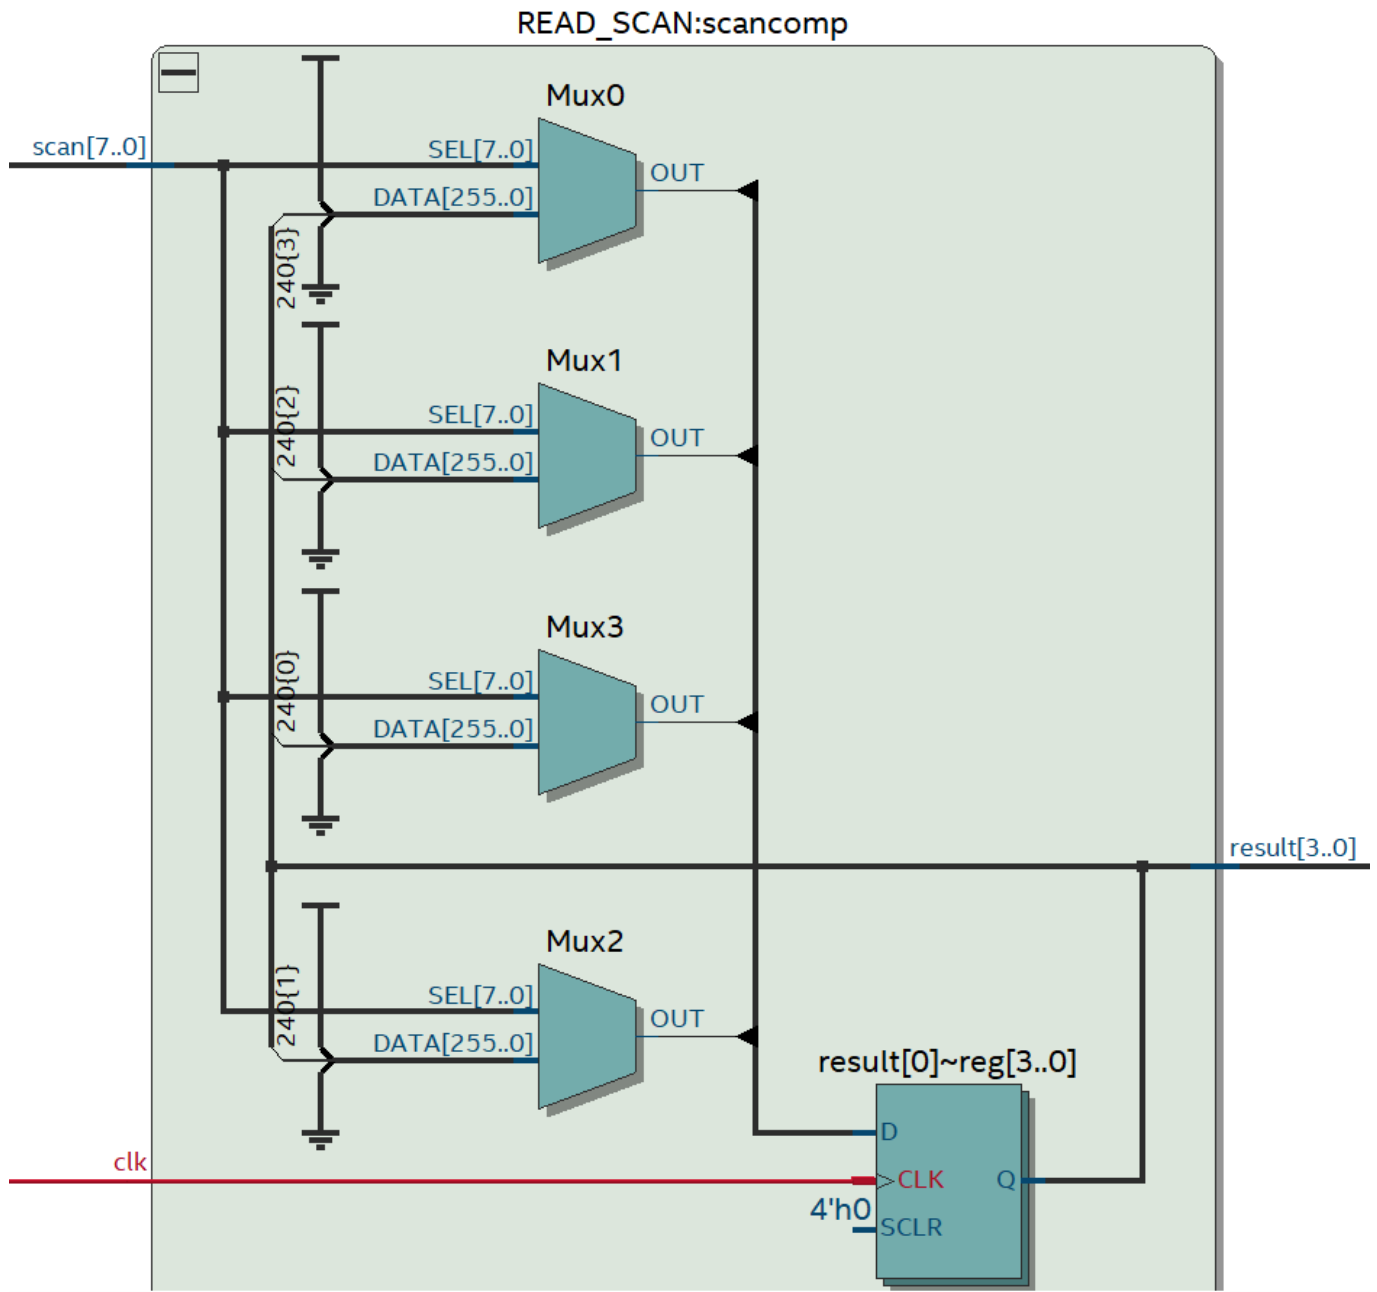 READ_SCAN:scancomp
Mux0
scan[7..0]
SEL[7..0]
OUT
DATA[255..0]
240{3}
Mux1
240{2}
SEL[7..0]
OUT
DATA[255..0]
Mux3
240{0}
SEL[7..0]
OUT
DATA[255..0]
result[3..0]
Mux2
240{1}
SEL[7..0]
OUT
DATA[255..0]
result[0]~reg[3..0]
D
clk
CLK
Q
4'h0
SCLR